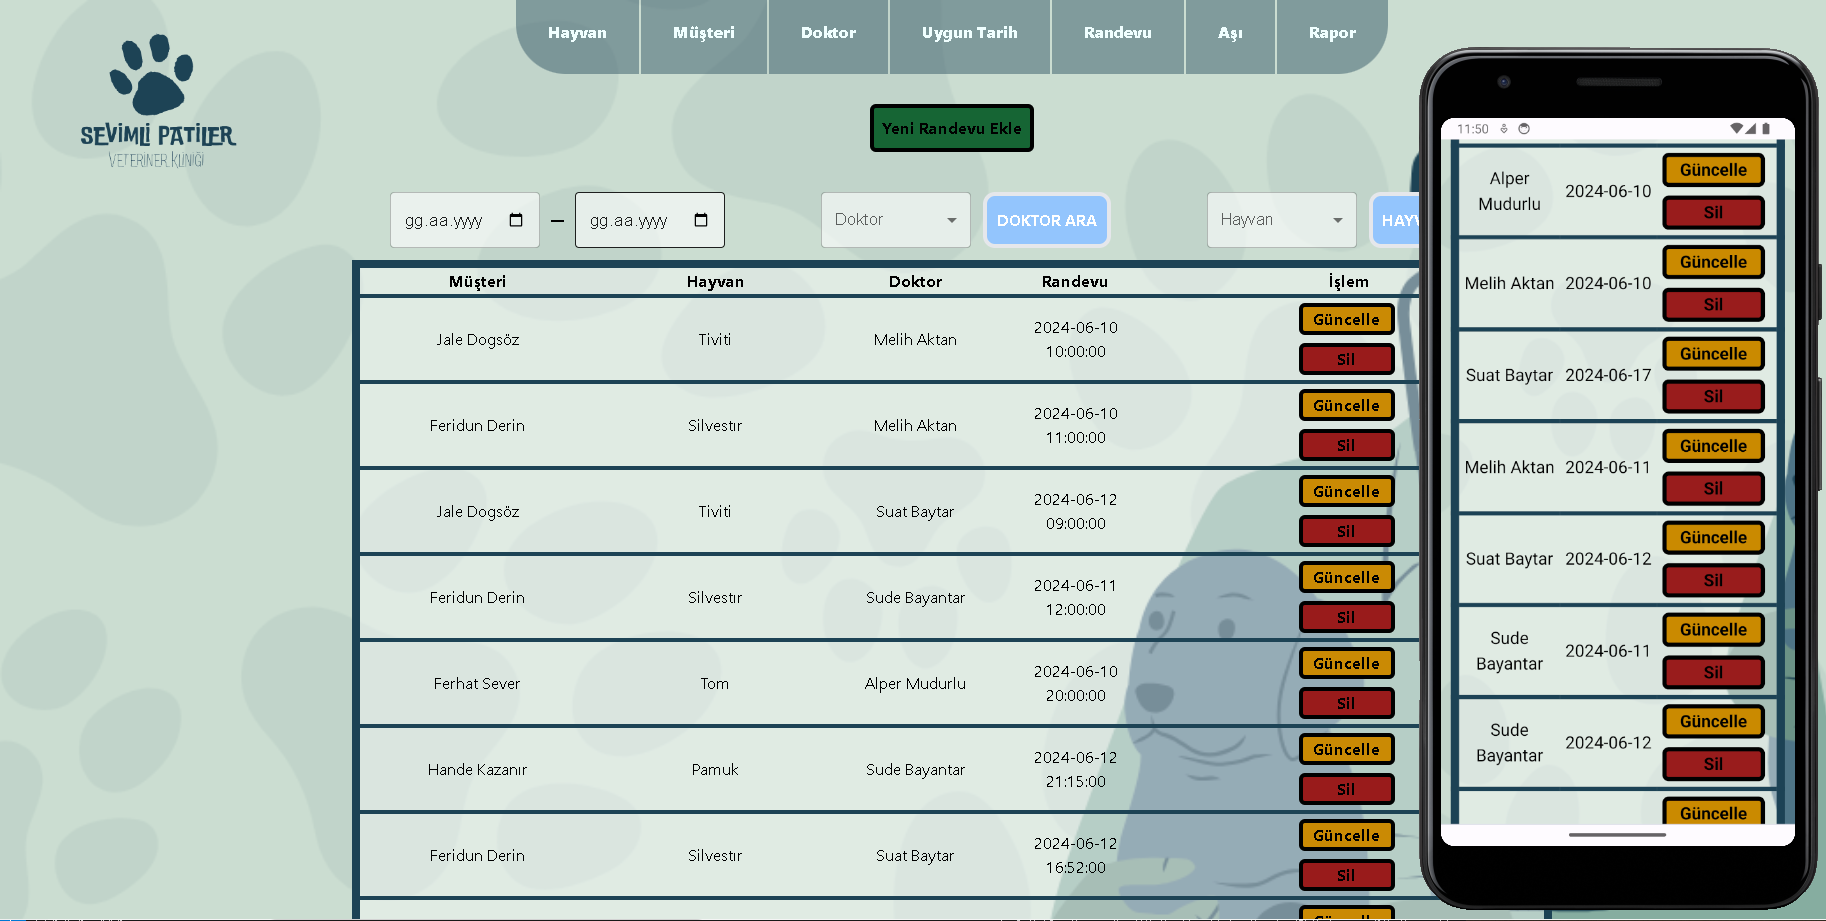 Hayvan
Müşteri
Doktor
Uygun Tarih
Randevu
Aşı
Rapor
SEVİMLİ PATİLER
VETERİNER KLİNİĞİ
Yeni Randevu Ekle
gg.aa.yyyy – gg.aa.yyyy
Doktor
DOKTOR ARA
Hayvan
HAYV
Müşteri Hayvan Doktor Randevu İşlem
Jale Dogsöz Tiviti Melih Aktan 2024-06-10 10:00:00 Güncelle Sil
Feridun Derin Silvestır Melih Aktan 2024-06-10 11:00:00 Güncelle Sil
Jale Dogsöz Tiviti Suat Baytar 2024-06-12 09:00:00 Güncelle Sil
Feridun Derin Silvestır Sude Bayantar 2024-06-11 12:00:00 Güncelle Sil
Ferhat Sever Tom Alper Mudurlu 2024-06-10 20:00:00 Güncelle Sil
Hande Kazanır Pamuk Sude Bayantar 2024-06-12 21:15:00 Güncelle Sil
Feridun Derin Silvestır Suat Baytar 2024-06-12 16:52:00 Güncelle Sil
Güncelle
11:50
Alper Mudurlu 2024-06-10 Güncelle Sil
Melih Aktan 2024-06-10 Güncelle Sil
Suat Baytar 2024-06-17 Güncelle Sil
Melih Aktan 2024-06-11 Güncelle Sil
Suat Baytar 2024-06-12 Güncelle Sil
Sude Bayantar 2024-06-11 Güncelle Sil
Sude Bayantar 2024-06-12 Güncelle Sil
Güncelle